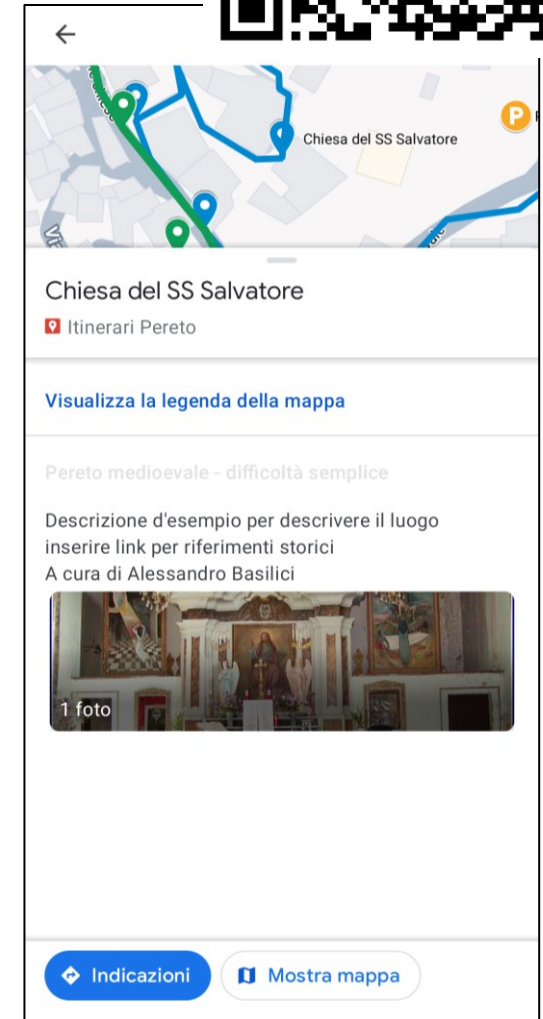 Chiesa del SS Salvatore
P
Chiesa del SS Salvatore
Itinerari Pereto
Visualizza la legenda della mappa
Pereto medioevale - difficoltà semplice
Descrizione d'esempio per descrivere il luogo
inserire link per riferimenti storici
A cura di Alessandro Basilici
1 foto
Indicazioni
Mostra mappa